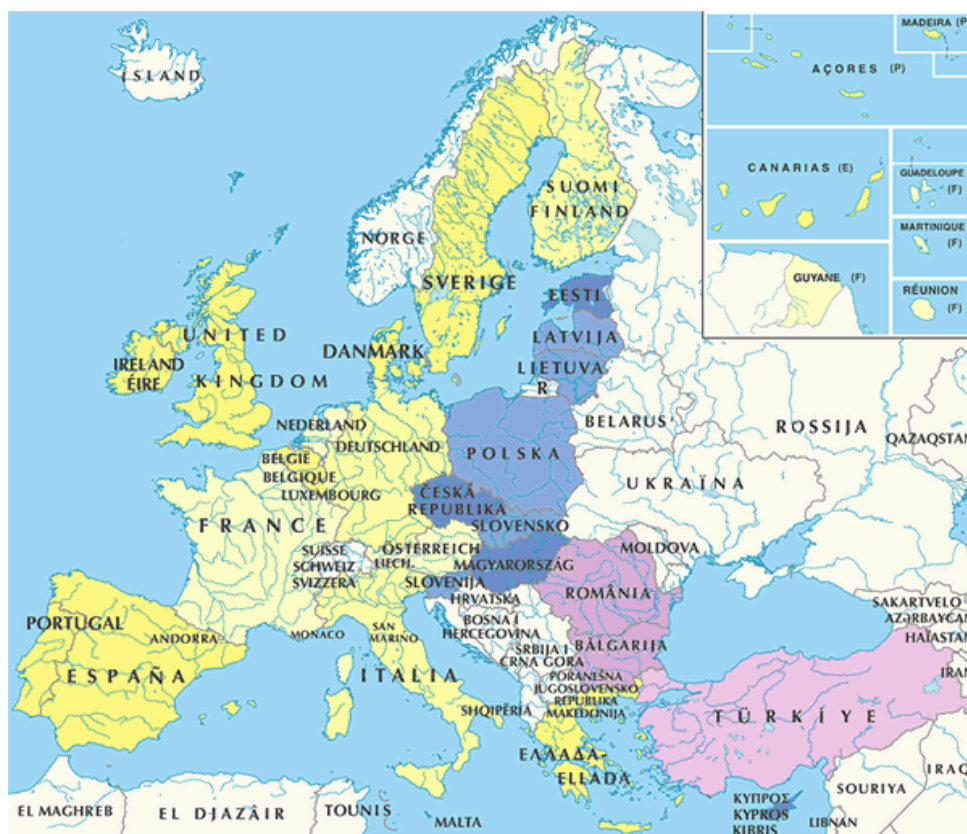 ÍSLAND
MADEIRA (P
AÇORES (P)
CANARIAS (E)
GUADELOUPE
(F)
MARTINIQUE
(F)
GUYANE (F)
RÉUNION
(F)
SUOMI
FINLAND
NORGE
SVERIGE
EESTI
LATVIJA
LIETUVA
R
DANMARK
UNITED
KINGDOM
IRELAND
ÉIRE
NEDERLAND
DEUTSCHLAND
BELGIË
BELGIQUE
LUXEMBOURG
POLSKA
BELARUS'
ROSSIJA
QAZAQSTAN
UKRAÏNA
ČESKÁ
REPUBLIKA
SLOVENSKO
FRANCE
SUISSE
SCHWEIZ
SVIZZERA
ÖSTERREICH
LIECH.
MAGYARORSZÁG
MOLDOVA
SLOVENIJA
HRVATSKA
ROMÂNIA
BOSNA I
HERCEGOVINA
SRBIJA I
CRNA GORA
BĂLGARIJA
SAKARTVELO
AZƏRBAYCAN
HAÏASTAN
IRAN
PORTUGAL
ANDORRA
ESPAÑA
MONACO
SAN
MARINO
ITALIA
SHQIPËRIA
PORANEŠNA
JUGOSLOVENSKO
REPUBLIKA
MAKEDONIJA
ΕΛΛΑΔΑ-
ELLADA
TÜRKİYE
EL MAGHREB
EL DJAZÂIR
TOUNIS
MALTA
ΚΥΠΡΟΣ
KYPROS
KIBRIS
LIBNAN
SOURIYA
IRAQ